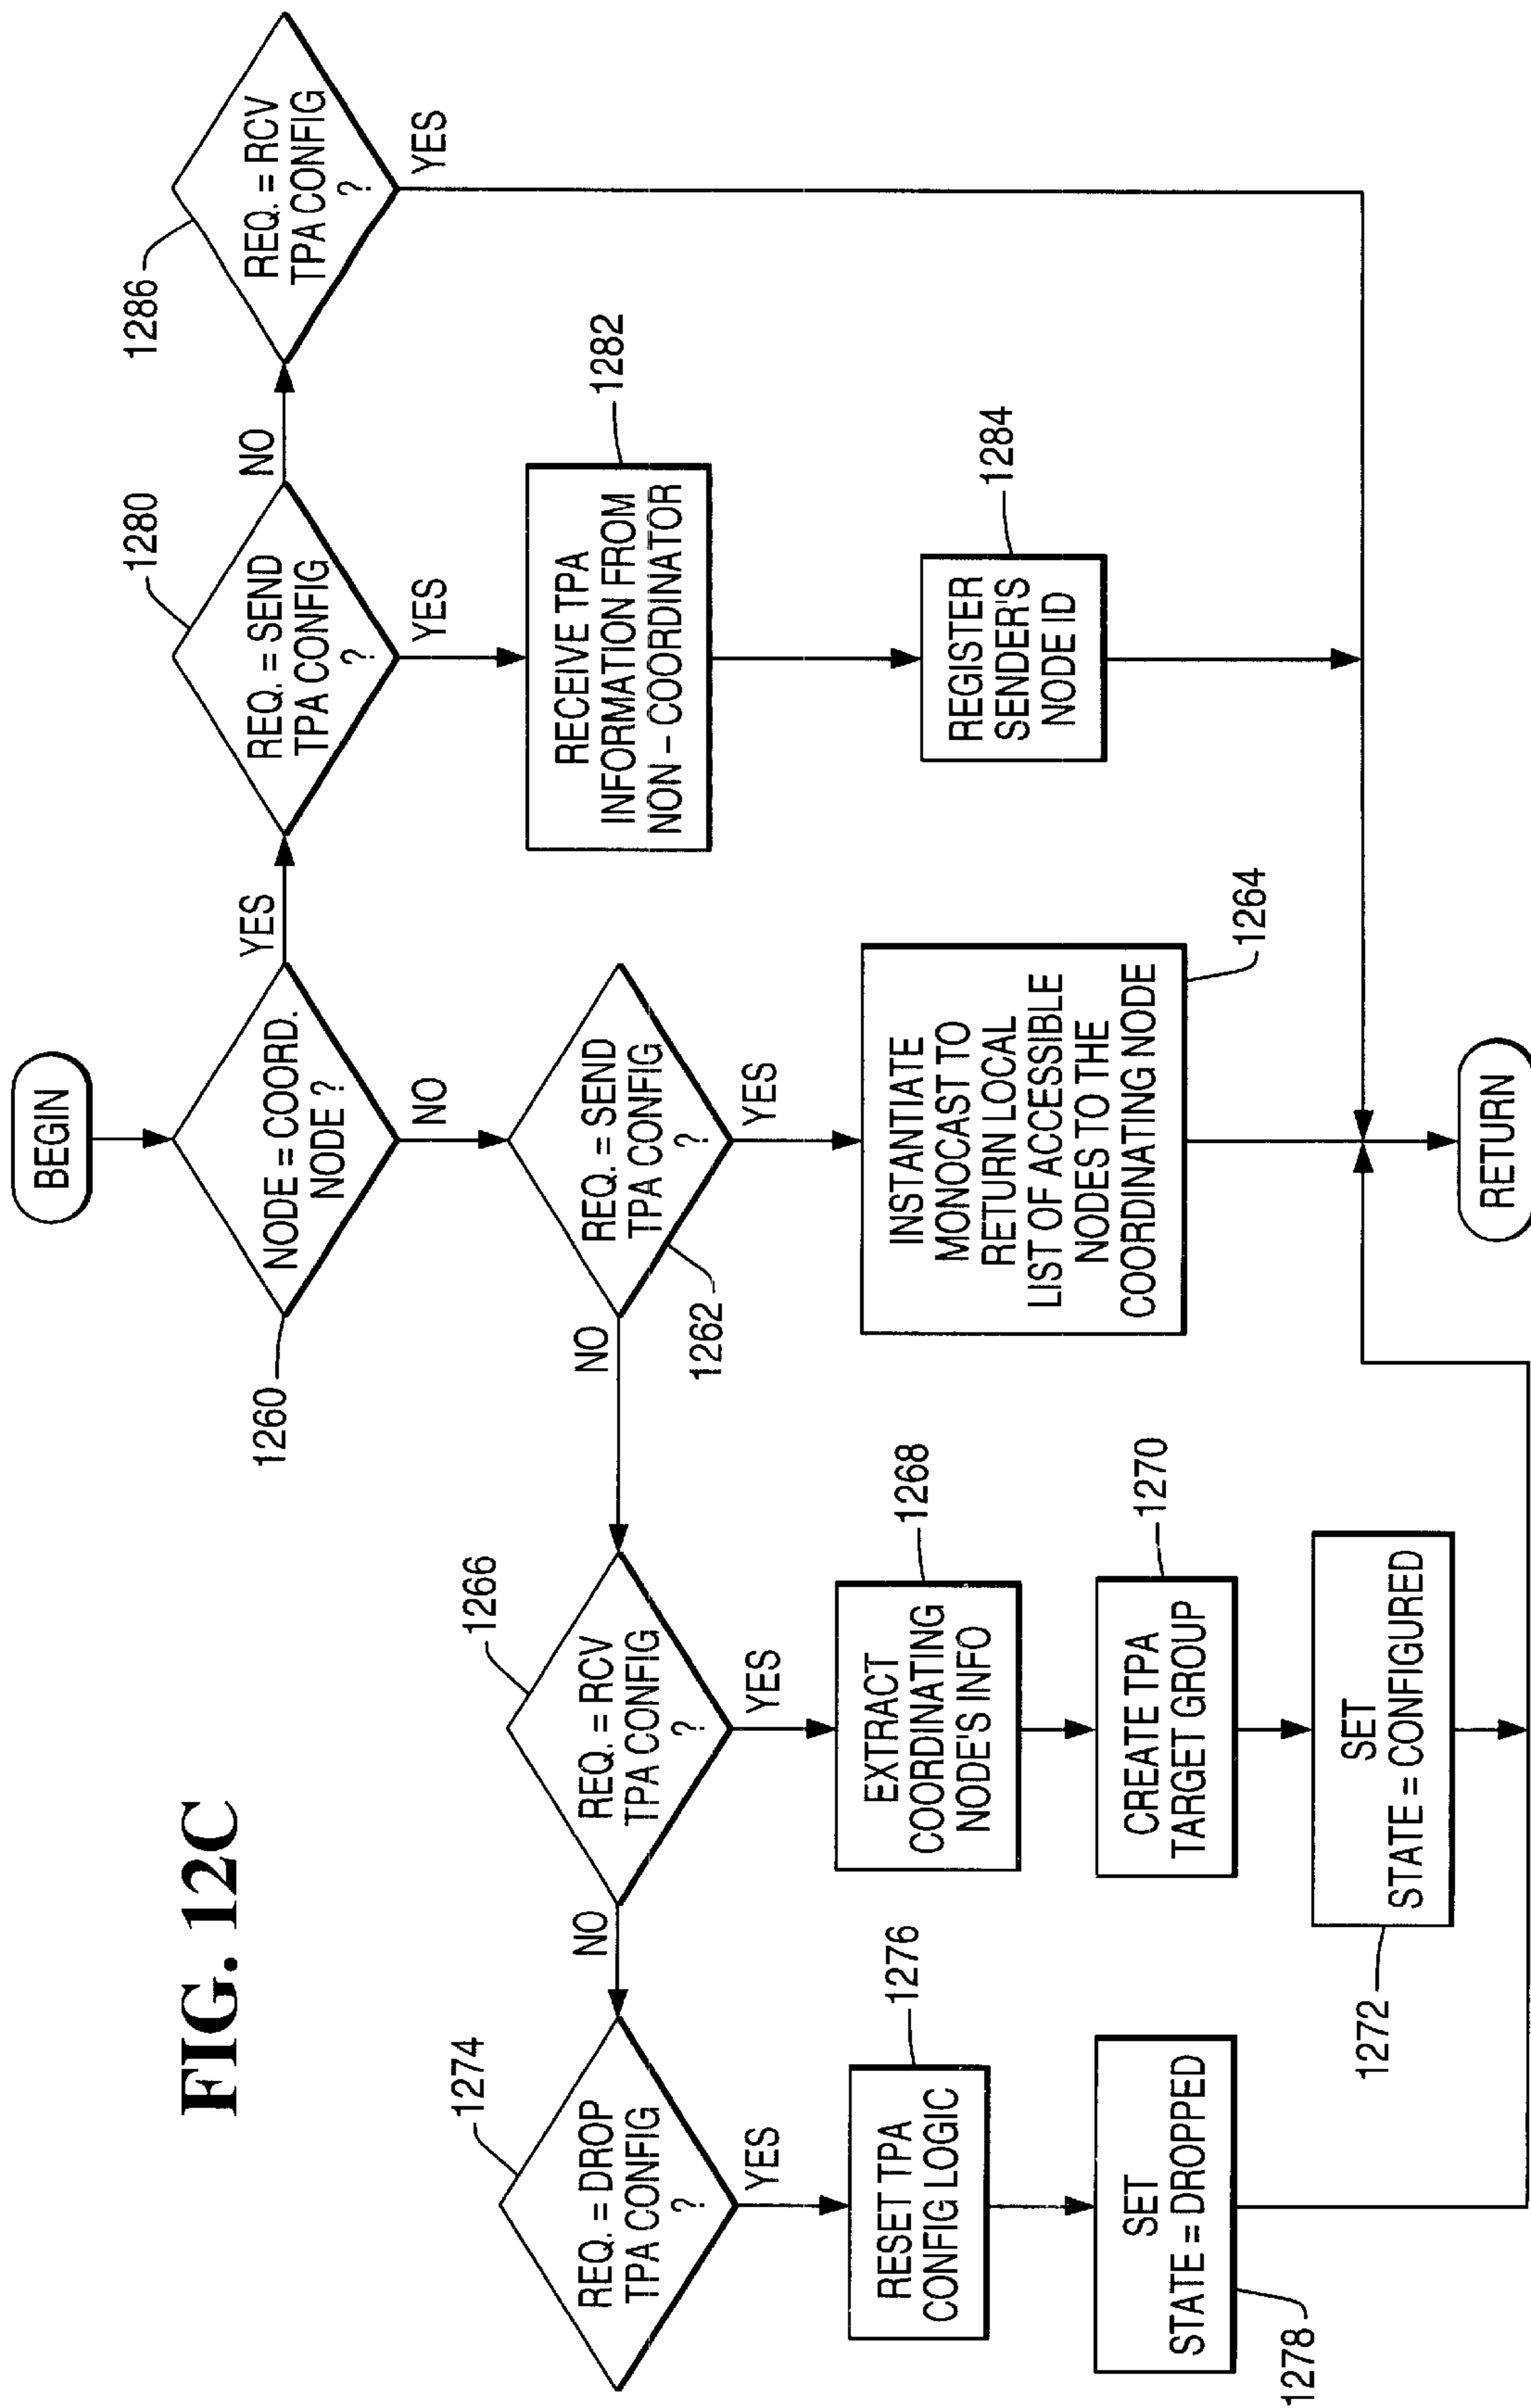 FIG. 12C
BEGIN
NODE = COORD.
NODE ?
1260
YES
NO
REQ. = SEND
TPA CONFIG
?
1280
NO
YES
REQ. = RCV
TPA CONFIG
?
1286
YES
RECEIVE TPA
INFORMATION FROM
NON – COORDINATOR
1282
REGISTER
SENDER'S
NODE ID
1284
REQ. = SEND
TPA CONFIG
?
1262
NO
YES
INSTANTIATE
MONOCAST TO
RETURN LOCAL
LIST OF ACCESSIBLE
NODES TO THE
COORDINATING NODE
1264
REQ. = RCV
TPA CONFIG
?
1266
NO
YES
EXTRACT
COORDINATING
NODE'S INFO
1268
CREATE TPA
TARGET GROUP
1270
SET
STATE = CONFIGURED
1272
REQ. = DROP
TPA CONFIG
?
1274
YES
RESET TPA
CONFIG LOGIC
1276
SET
STATE = DROPPED
1278
RETURN